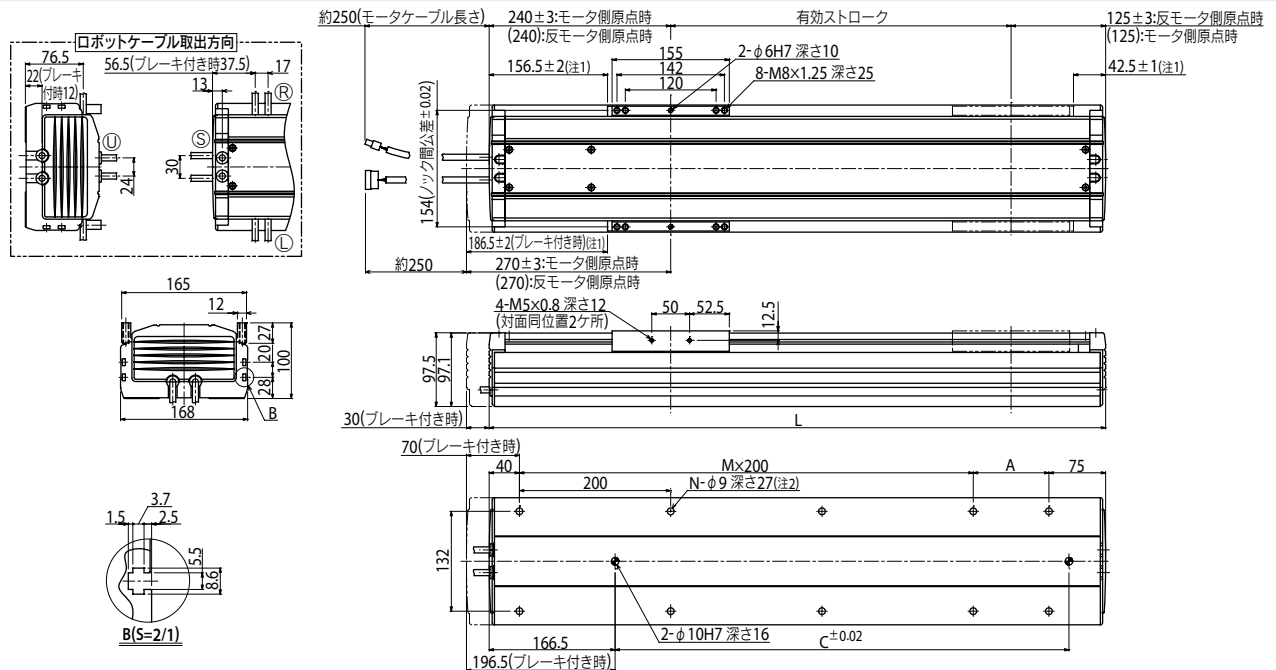 ロボットケーブル取出方向
76.5
22(ブレーキ
付時12)
56.5(ブレーキ付き時37.5)
17
13
Ⓡ
Ⓢ
Ⓤ
Ⓛ
30
24
約250(モータケーブル長さ)
240±3:モータ側原点時
(240):反モータ側原点時
有効ストローク
125±3:反モータ側原点時
(125):モータ側原点時
156.5±2(注1)
155
142
120
2-φ6H7 深さ10
8-M8×1.25 深さ25
42.5±1(注1)
154(ノック間公差±0.02)
186.5±2(ブレーキ付き時)(注1)
約250
270±3:モータ側原点時
(270):反モータ側原点時
165
12
27
20
28
100
168
B
4-M5×0.8 深さ12
(対面同位置2ケ所)
50
52.5
12.5
97.5
97.1
30(ブレーキ付き時)
L
70(ブレーキ付き時)
40
M×200
A
75
200
N-φ9 深さ27(注2)
132
2-φ10H7 深さ16
166.5
C±0.02
196.5(ブレーキ付き時)
3.7
1.5
2.5
5.5
8.6
B(S=2/1)